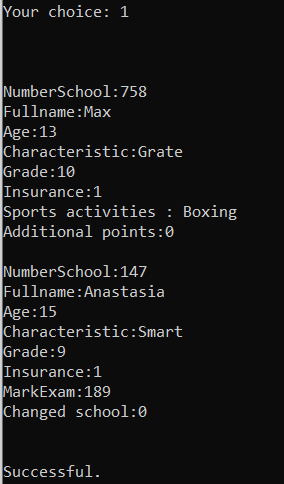 Your choice: 1
NumberSchool:758
Fullname:Max
Age:13
Characteristic:Grate
Grade:10
Insurance:1
Sports activities : Boxing
Additional points:0
NumberSchool:147
Fullname:Anastasia
Age:15
Characteristic:Smart
Grade:9
Insurance:1
MarkExam:189
Changed school:0
Successful.